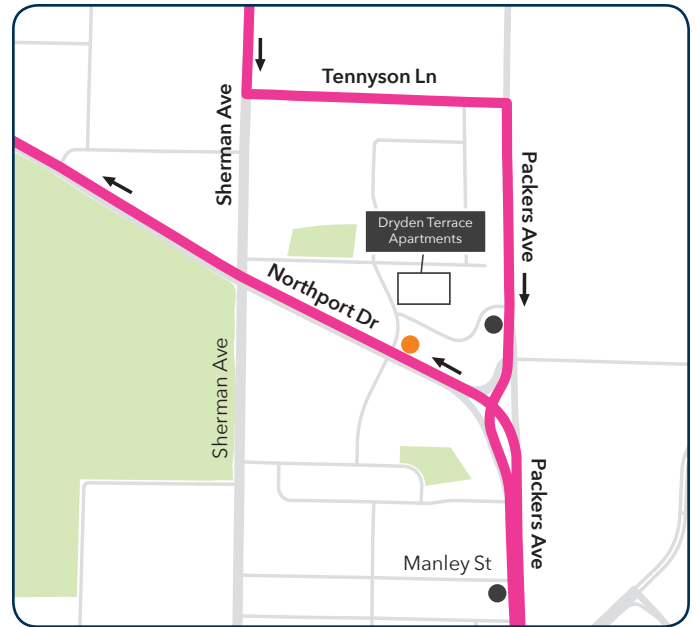 Tennyson Ln
Sherman Ave
Packers Ave
Dryden Terrace
Apartments
Northport Dr
Sherman Ave
Packers Ave
Manley St